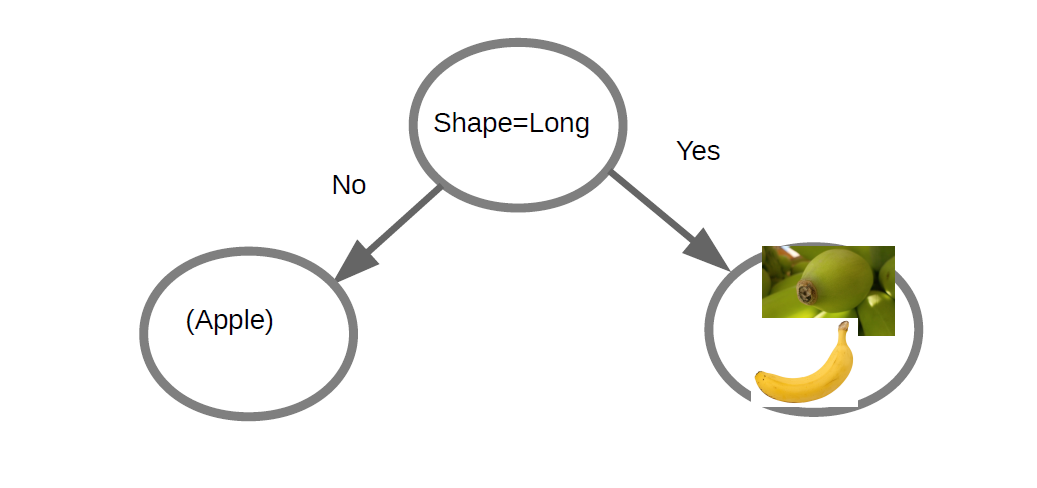 Shape=Long
Yes
No
(Apple)